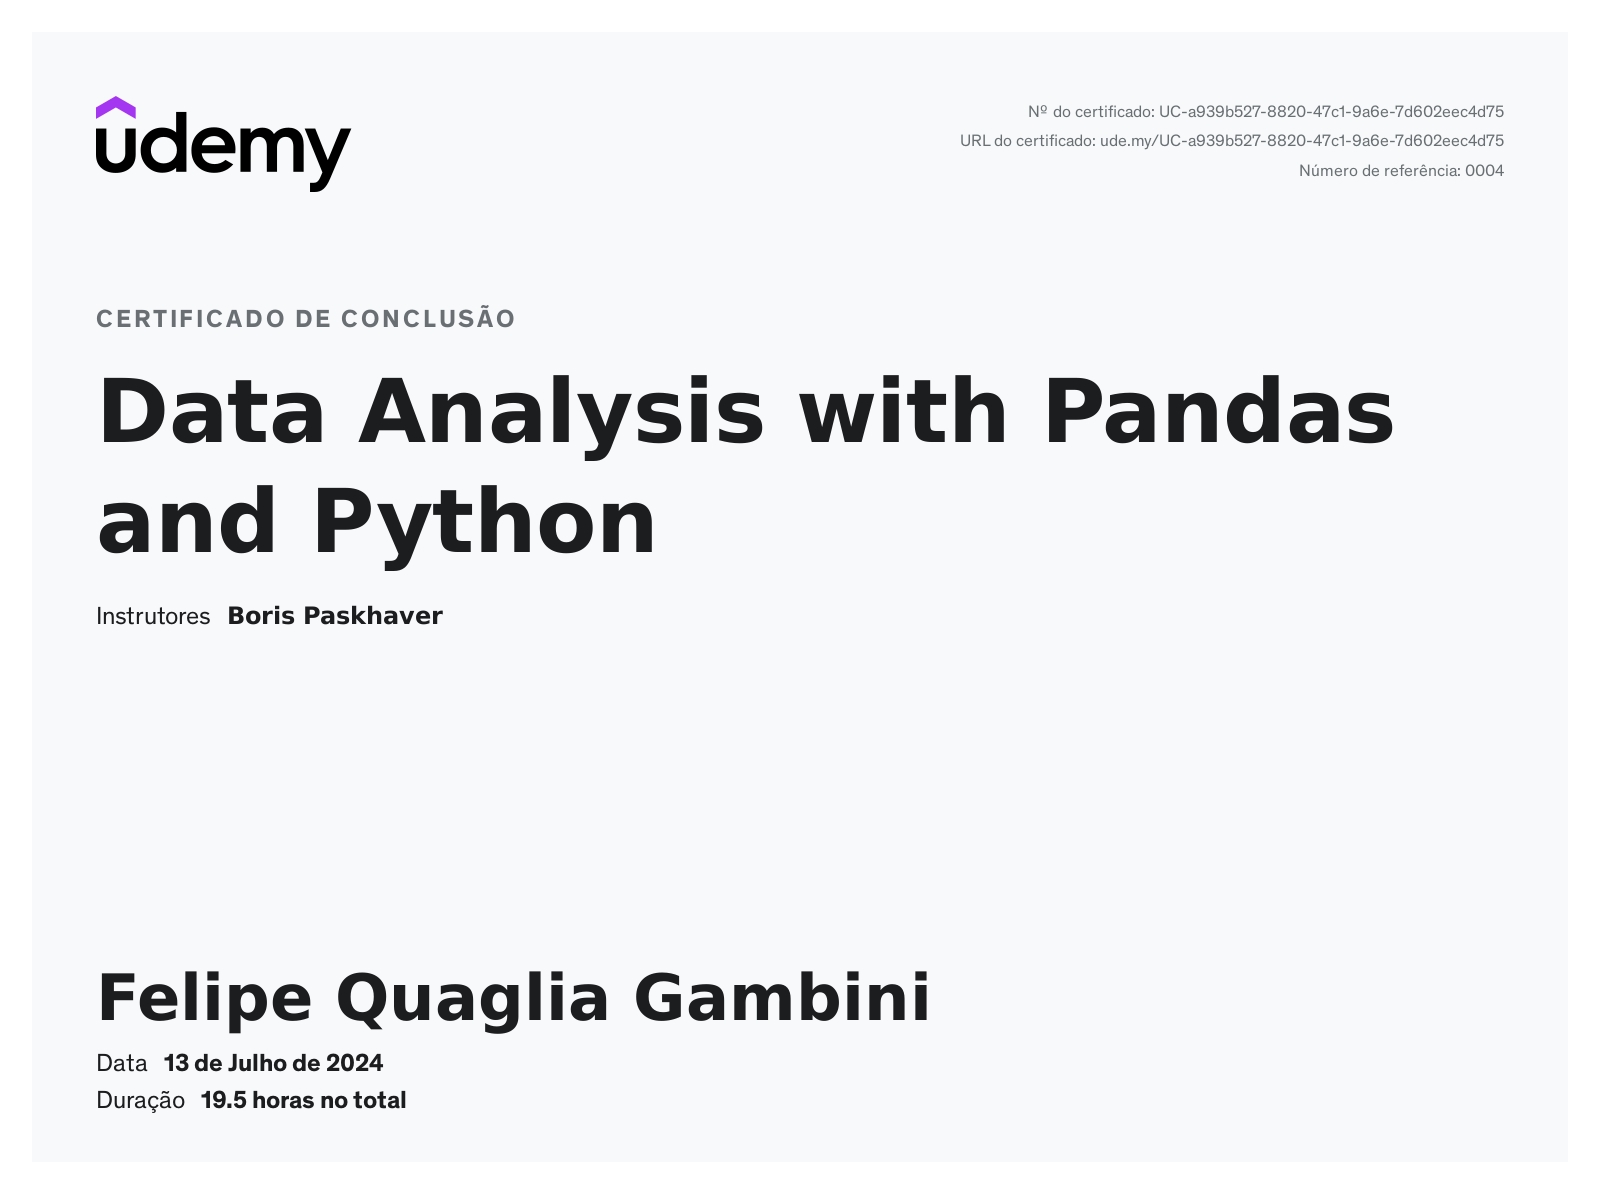 udemy
Nº do certificado: UC-a939b527-8820-47c1-9a6e-7d602eec4d75
URL do certificado: ude.my/UC-a939b527-8820-47c1-9a6e-7d602eec4d75
Número de referência: 0004
CERTIFICADO DE CONCLUSÃO
Data Analysis with Pandas
and Python
Instrutores Boris Paskhaver
Felipe Quaglia Gambini
Data 13 de Julho de 2024
Duração 19.5 horas no total